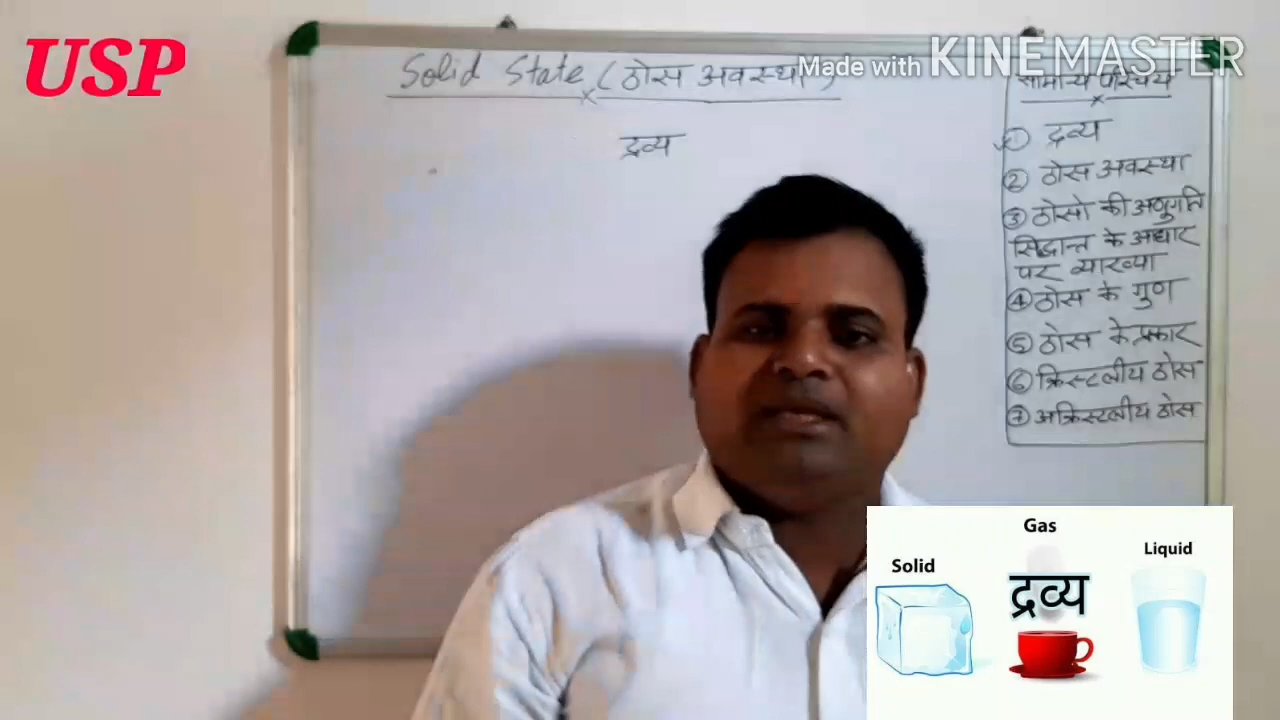 USP
Made with KINEMASTER
Solid State (ठोस अवस्था)
द्रव्य
सामान्य परिचय
① द्रव्य
② ठोस अवस्था
③ ठोसो की अणुगति
सिद्धान्त के आधार
पर व्याख्या
④ ठोस के गुण
⑤ ठोस के प्रकार
⑥ क्रिस्टलीय ठोस
⑦ अक्रिस्टलीय ठोस
Gas
Solid
Liquid
द्रव्य